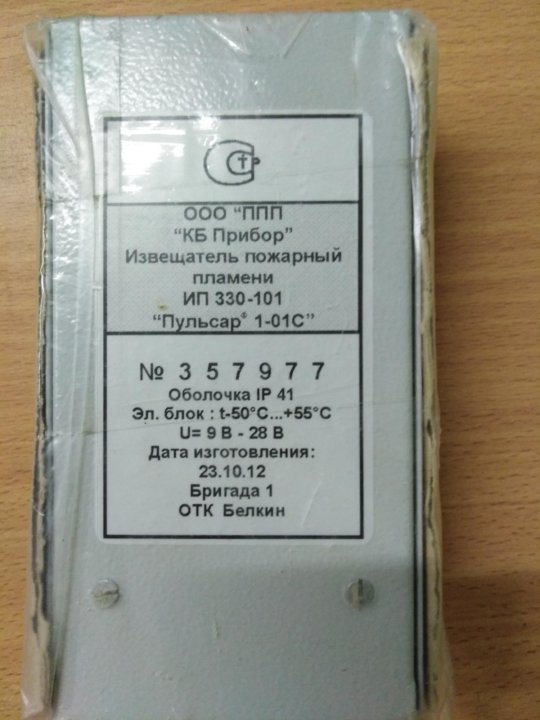 ООО “ППП
“КБ Прибор”
Извещатель пожарный
пламени
ИП 330-101
“Пульсар® 1-01С”
№ 3 5 7 9 7 7
Оболочка IP 41
Эл. блок : t-50°С...+55°С
U= 9 В - 28 В
Дата изготовления:
23.10.12
Бригада 1
ОТК Белкин